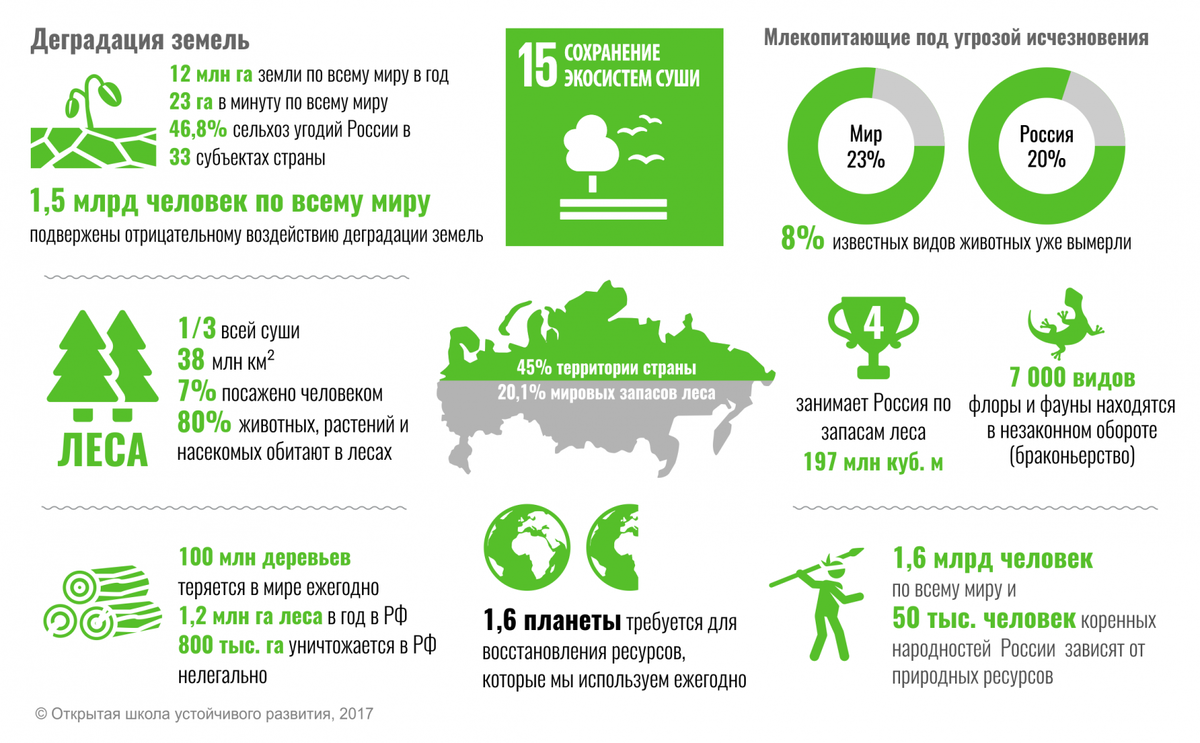 Деградация земель
12 млн га земли по всему миру в год
23 га в минуту по всему миру
46,8% сельхоз угодий России в
33 субъектах страны
1,5 млрд человек по всему миру
подвержены отрицательному воздействию деградации земель
15 СОХРАНЕНИЕ
ЭКОСИСТЕМ СУШИ
Млекопитающие под угрозой исчезновения
Мир
23%
Россия
20%
8% известных видов животных уже вымерли
ЛЕСА
1/3 всей суши
38 млн км²
7% посажено человеком
80% животных, растений и
насекомых обитают в лесах
45% территории страны
20,1% мировых запасов леса
4
занимает Россия по
запасам леса
197 млн куб. м
7 000 видов
флоры и фауны находятся
в незаконном обороте
(браконьерство)
100 млн деревьев
теряется в мире ежегодно
1,2 млн га леса в год в РФ
800 тыс. га уничтожается в РФ
нелегально
1,6 планеты требуется для
восстановления ресурсов,
которые мы используем ежегодно
1,6 млрд человек
по всему миру и
50 тыс. человек коренных
народностей России зависят от
природных ресурсов
© Открытая школа устойчивого развития, 2017